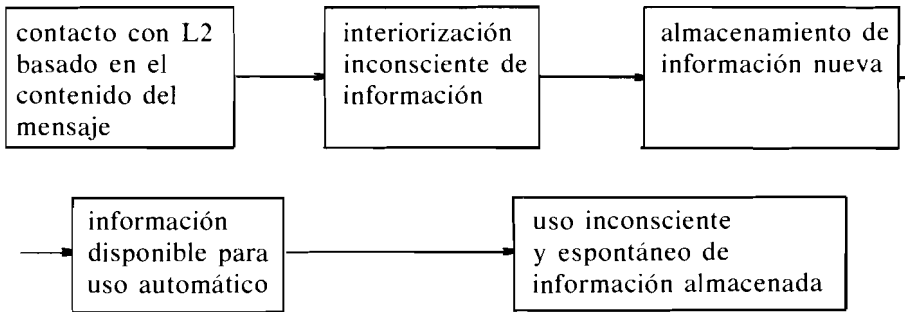 contacto con L2
basado en el
contenido del
mensaje
interiorización
inconsciente de
información
almacenamiento de
información nueva
información
disponible para
uso automático
uso inconsciente
y espontáneo de
información almacenada